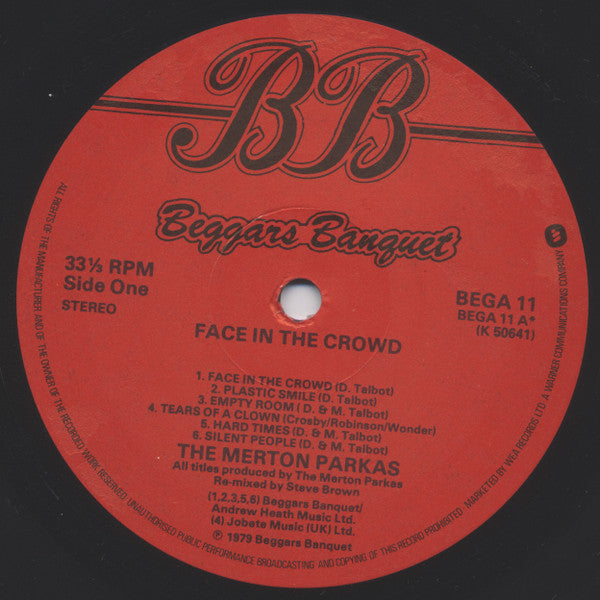 BB
Beggars Banquet
33⅓ RPM
Side One
STEREO
BEGA 11
BEGA 11 A*
(K 50641)
FACE IN THE CROWD
1. FACE IN THE CROWD (D. Talbot)
2. PLASTIC SMILE (D. Talbot)
3. EMPTY ROOM (D. & M. Talbot)
4. TEARS OF A CLOWN (Crosby/Robinson/Wonder)
5. HARD TIMES (D. & M. Talbot)
6. SILENT PEOPLE (D. & M. Talbot)
THE MERTON PARKAS
All titles produced by The Merton Parkas
Re-mixed by Steve Brown
(1,2,3,5,6) Beggars Banquet/
Andrew Heath Music Ltd.
(4) Jobete Music (UK) Ltd.
℗ 1979 Beggars Banquet
ALL RIGHTS OF THE MANUFACTURER AND OF THE OWNER OF THE RECORDED WORK RESERVED. UNAUTHORISED PUBLIC PERFORMANCE BROADCASTING AND COPYING OF THIS RECORD PROHIBITED. MARKETED BY WEA RECORDS LTD. A WARNER COMMUNICATIONS COMPANY